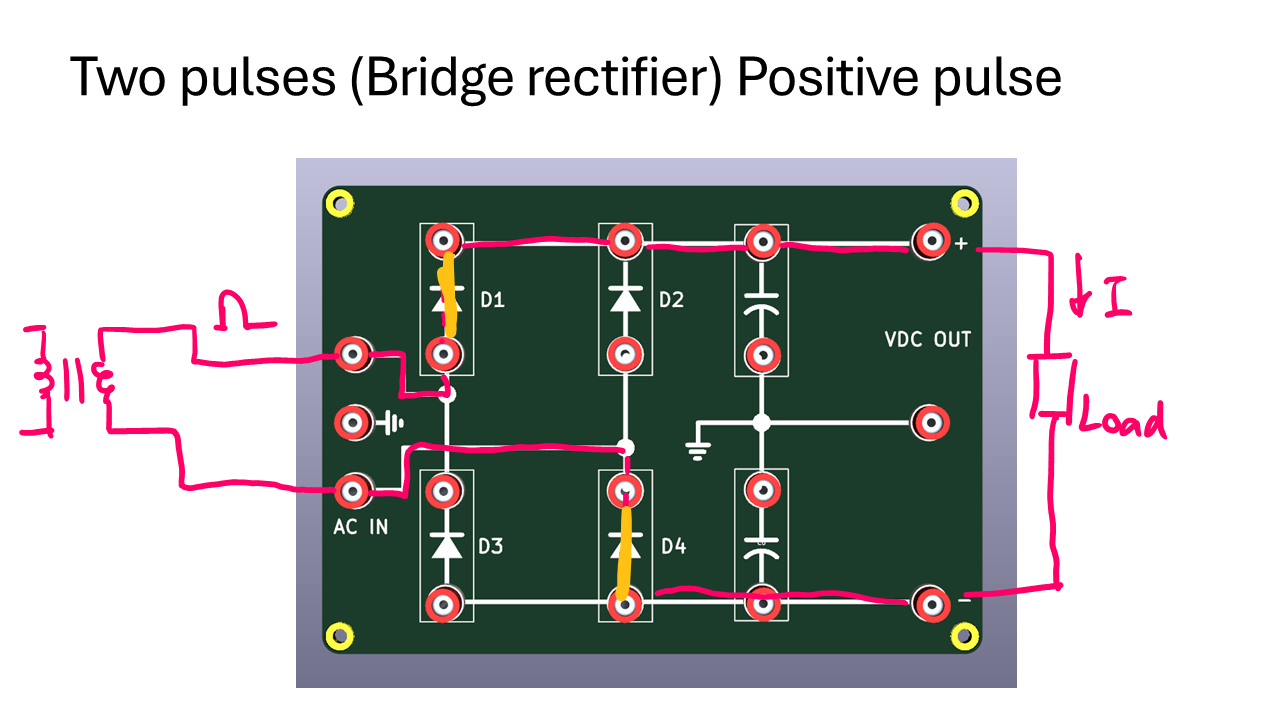 Two pulses (Bridge rectifier) Positive pulse
D1
D2
+
I
VDC OUT
Load
AC IN
D3
D4
−